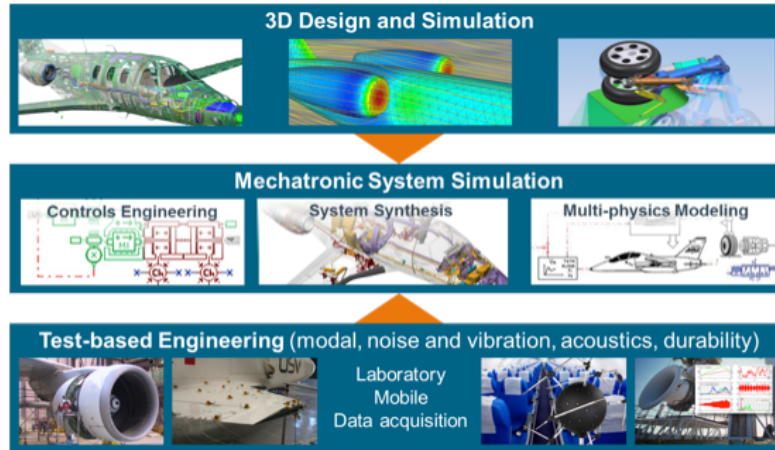 3D Design and Simulation
Mechatronic System Simulation
Controls Engineering
System Synthesis
Multi-physics Modeling
Test-based Engineering (modal, noise and vibration, acoustics, durability)
Laboratory
Mobile
Data acquisition